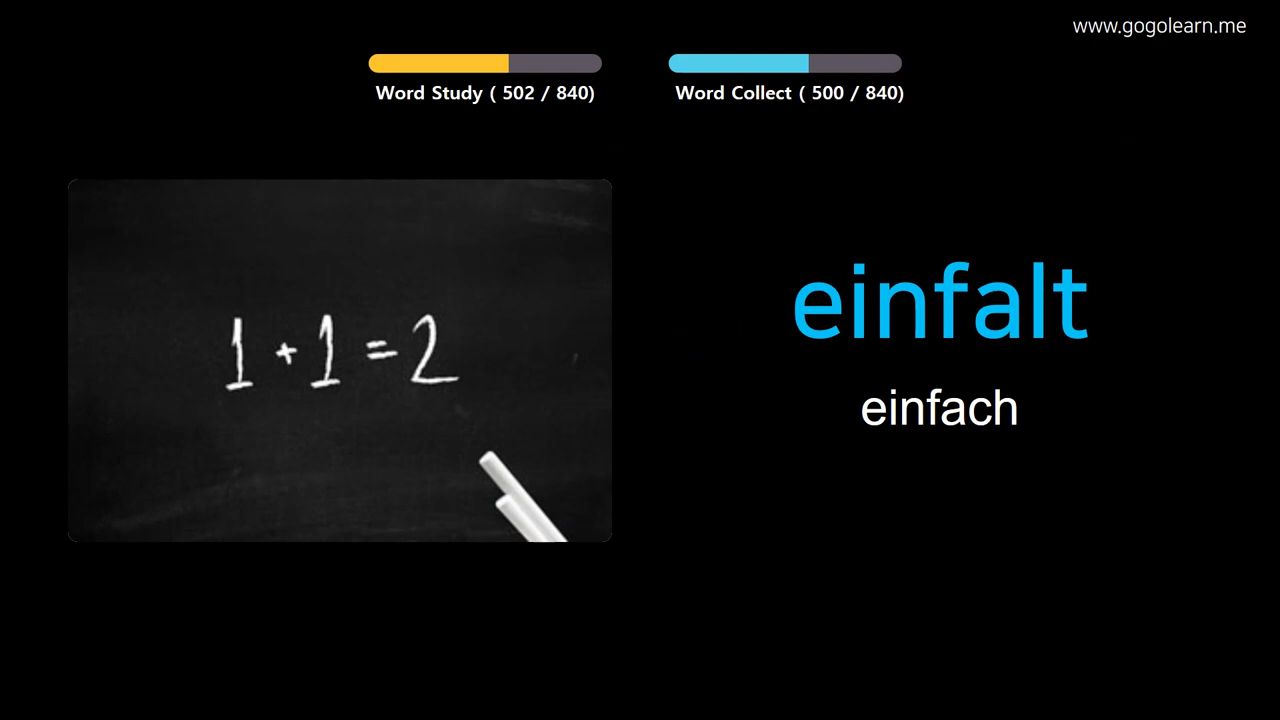 www.gogolearn.me
Word Study ( 502 / 840)
Word Collect ( 500 / 840)
1 + 1 = 2
einfalt
einfach